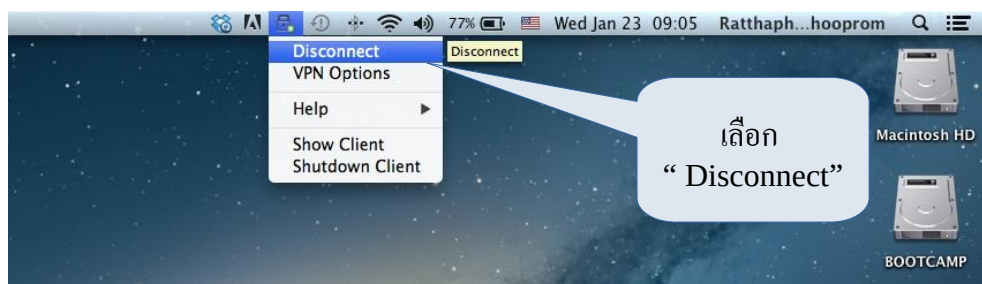 77% Wed Jan 23 09:05 Ratthaph...hooprom
Disconnect
Disconnect
VPN Options
Help
Show Client
Shutdown Client
เลือก
“ Disconnect”
Macintosh HD
BOOTCAMP